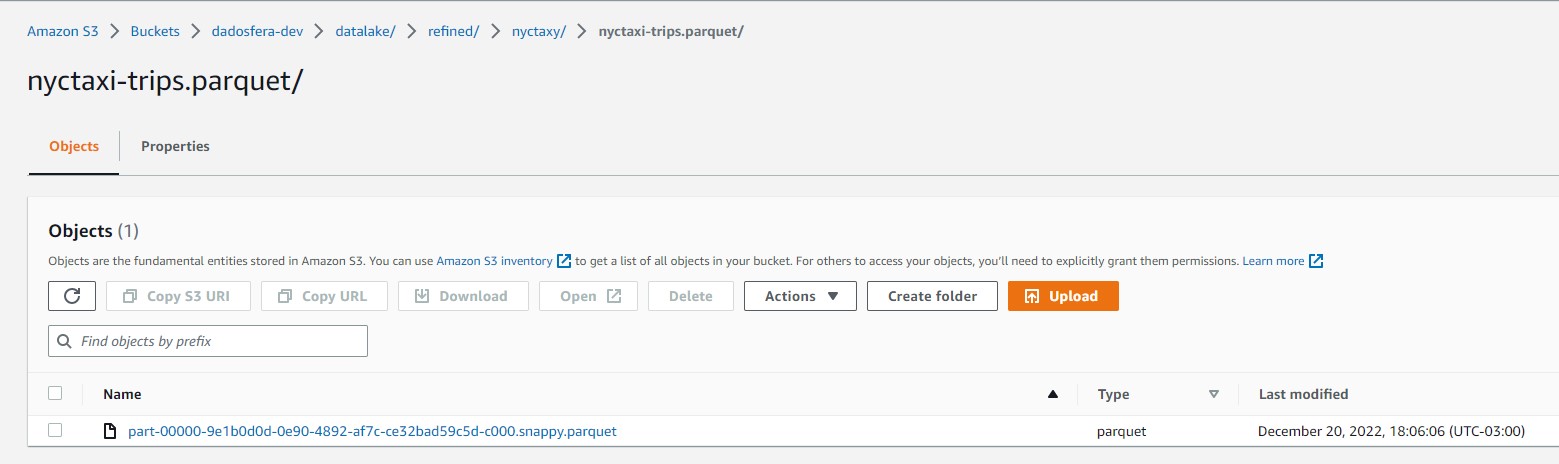 Amazon S3 > Buckets > dadosfera-dev > datalake/ > refined/ > nyctaxy/ > nyctaxi-trips.parquet/
nyctaxi-trips.parquet/
Objects Properties
Objects (1)
Objects are the fundamental entities stored in Amazon S3. You can use Amazon S3 inventory to get a list of all objects in your bucket. For others to access your objects, you'll need to explicitly grant them permissions. Learn more
Copy S3 URI Copy URL Download Open Delete Actions Create folder Upload
Find objects by prefix
Name Type Last modified
part-00000-9e1b0d0d-0e90-4892-af7c-ce32bad59c5d-c000.snappy.parquet parquet December 20, 2022, 18:06:06 (UTC-03:00)